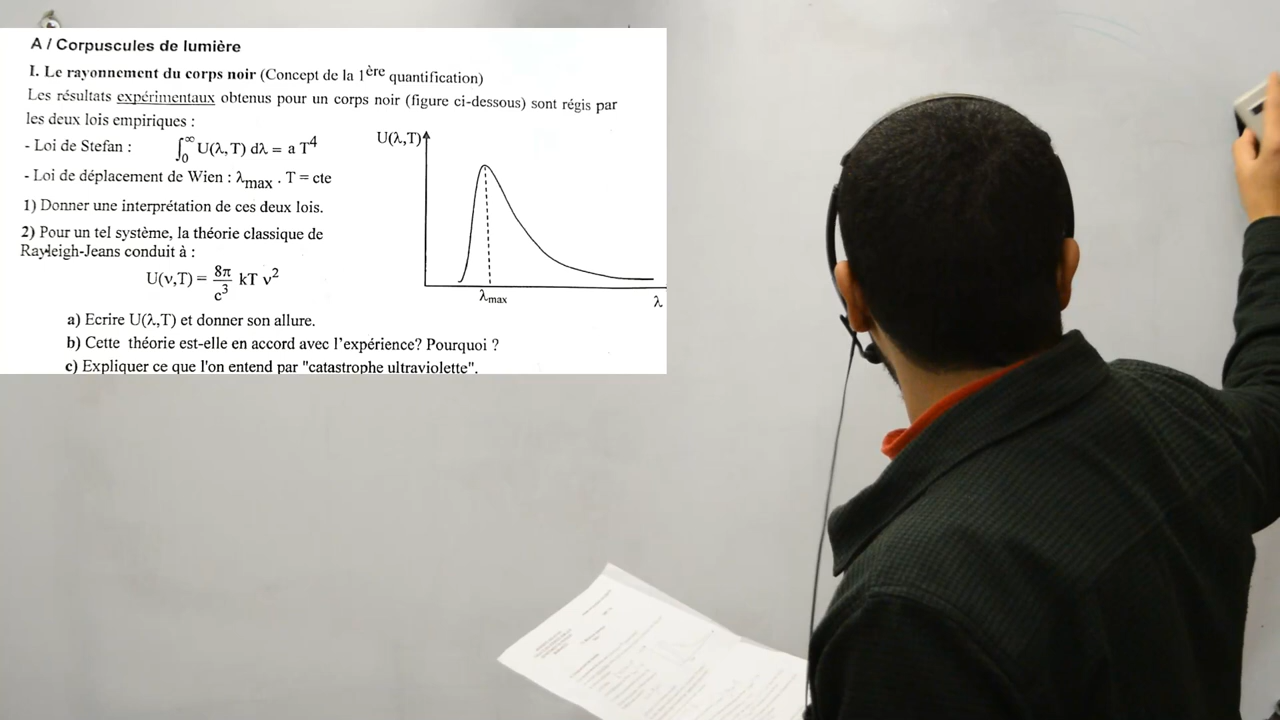 A / Corpuscules de lumière
I. Le rayonnement du corps noir (Concept de la 1ère quantification)
Les résultats expérimentaux obtenus pour un corps noir (figure ci-dessous) sont régis par
les deux lois empiriques :
- Loi de Stefan : ∫₀^∞ U(λ, T) dλ = a T⁴
- Loi de déplacement de Wien : λmax . T = cte
1) Donner une interprétation de ces deux lois.
2) Pour un tel système, la théorie classique de
Rayleigh-Jeans conduit à :
U(ν,T) = 8π/c³ kT ν²
U(λ,T)
λmax
λ
a) Ecrire U(λ,T) et donner son allure.
b) Cette théorie est-elle en accord avec l'expérience? Pourquoi ?
c) Expliquer ce que l'on entend par "catastrophe ultraviolette".